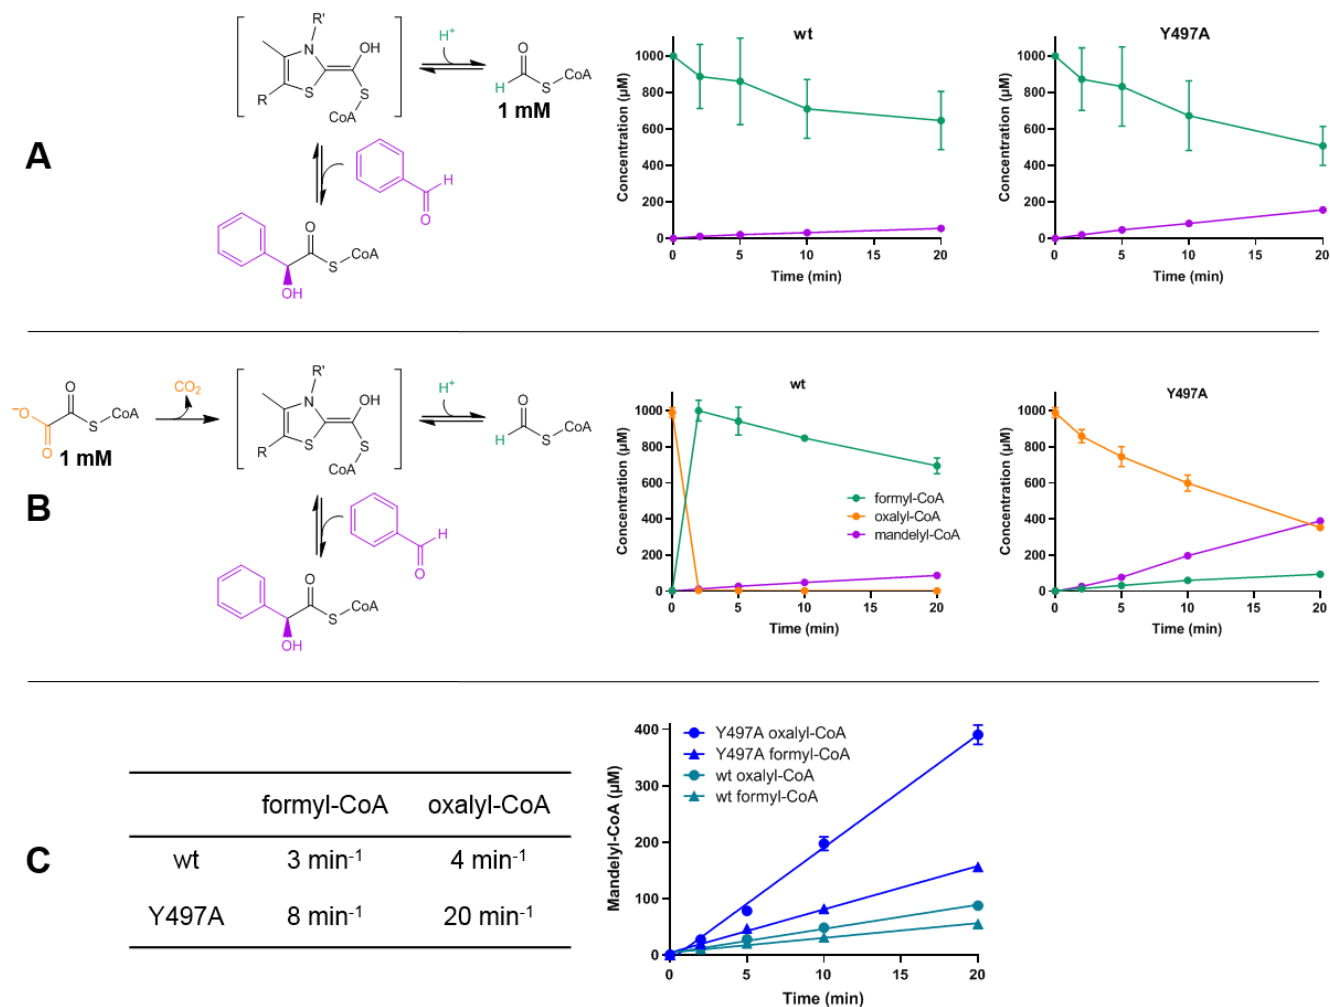 A
R'
N
OH
S
R
S
CoA
H+
O
H
S
CoA
1 mM
H
O
O
S
CoA
OH
wt
Concentration (µM)
1000
800
600
400
200
0
0
5
10
15
20
Time (min)
Y497A
Concentration (µM)
1000
800
600
400
200
0
0
5
10
15
20
Time (min)
B
⁻O
O
O
S
CoA
1 mM
CO2
R'
N
OH
S
R
S
CoA
H+
O
H
S
CoA
H
O
O
S
CoA
OH
wt
Concentration (µM)
1000
800
600
400
200
0
0
5
10
15
20
Time (min)
formyl-CoA
oxalyl-CoA
mandelyl-CoA
Y497A
Concentration (µM)
1000
800
600
400
200
0
0
5
10
15
20
Time (min)
C
formyl-CoA oxalyl-CoA
wt 3 min-1 4 min-1
Y497A 8 min-1 20 min-1
Mandelyl-CoA (µM)
400
300
200
100
0
0
5
10
15
20
Time (min)
Y497A oxalyl-CoA
Y497A formyl-CoA
wt oxalyl-CoA
wt formyl-CoA